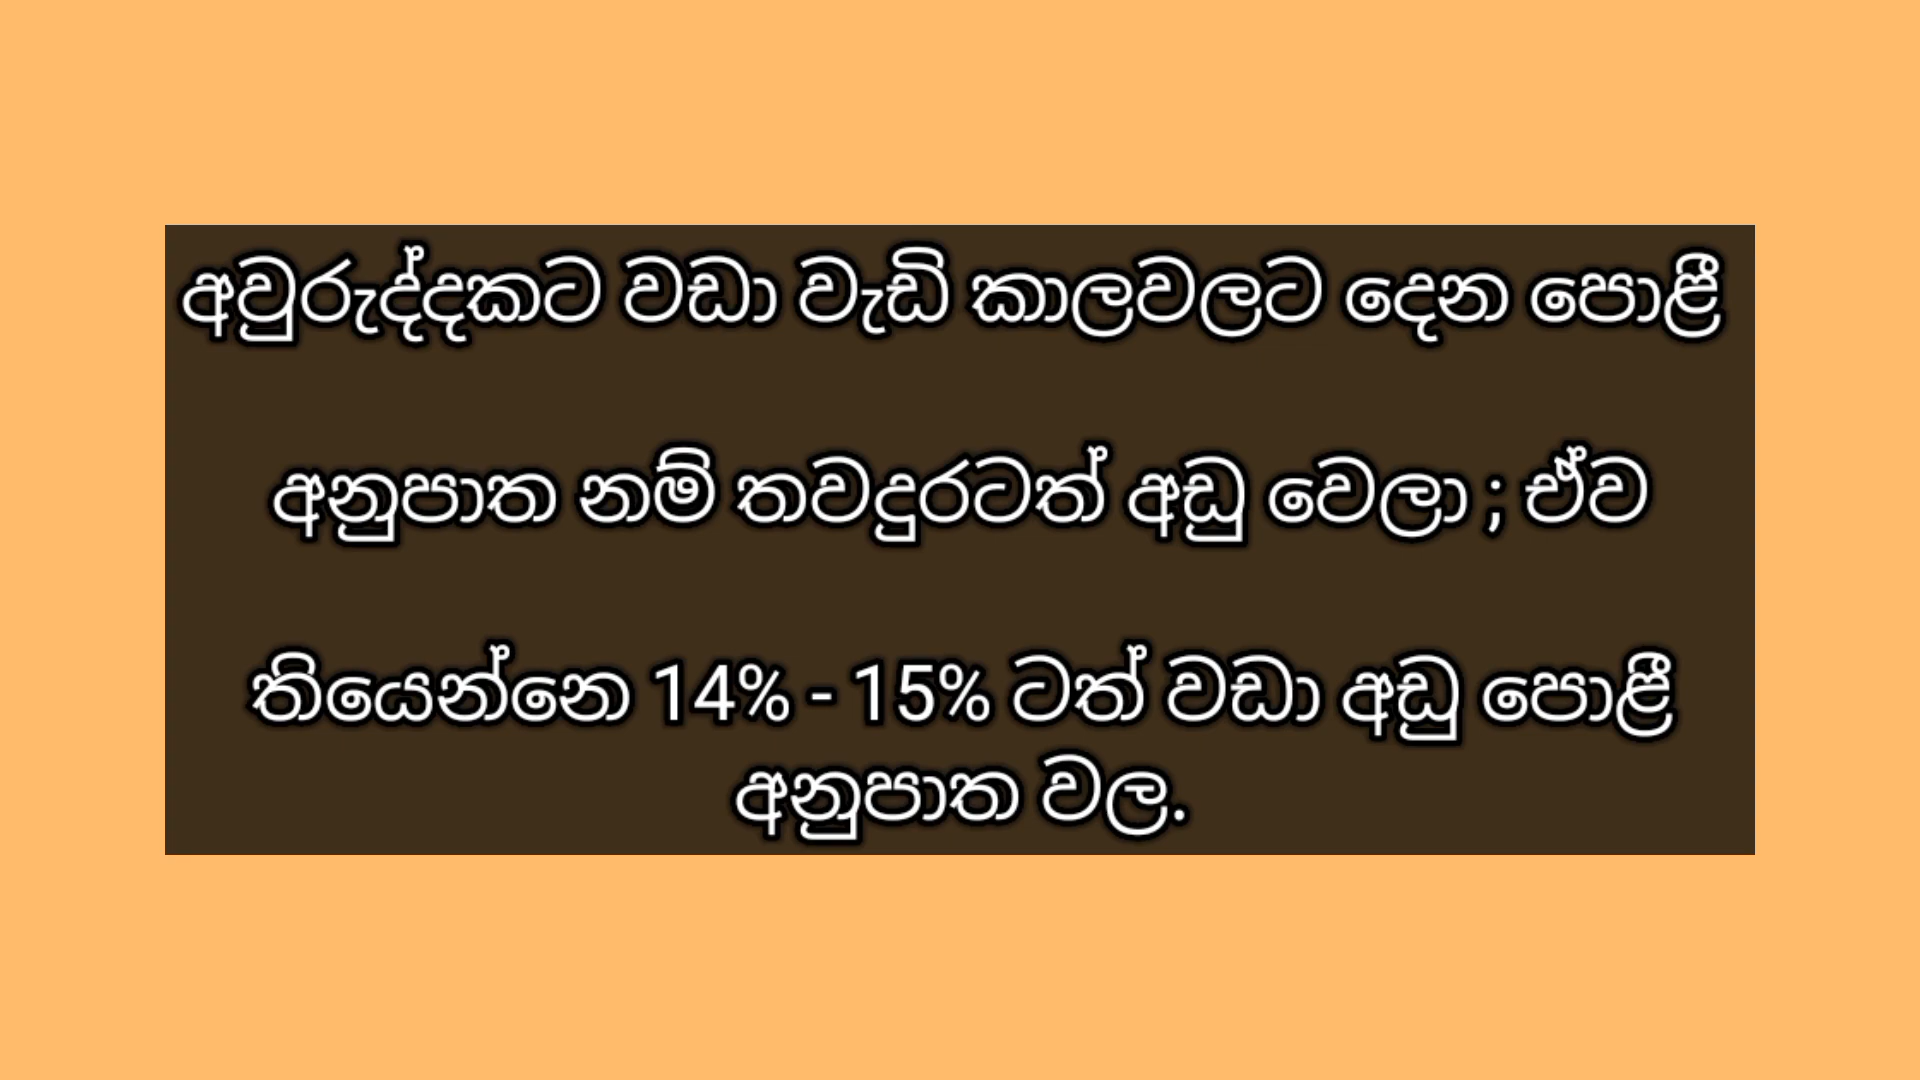 අවුරුද්දකට වඩා වැඩි කාලවලට දෙන පොළී
අනුපාත නම් තවදුරටත් අඩු වෙලා ; ඒව
තියෙන්නෙ 14% - 15% ටත් වඩා අඩු පොළී
අනුපාත වල.